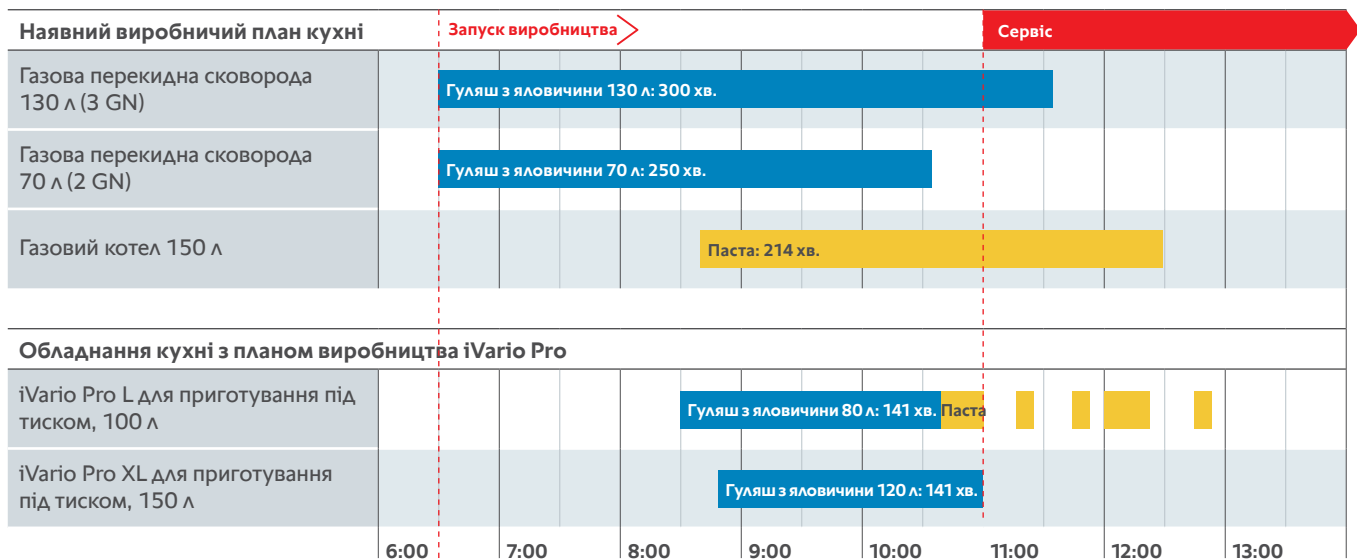 Наявний виробничий план кухні
Запуск виробництва
Сервіс
Газова перекидна сковорода
130 л (3 GN)
Гуляш з яловичини 130 л: 300 хв.
Газова перекидна сковорода
70 л (2 GN)
Гуляш з яловичини 70 л: 250 хв.
Газовий котел 150 л
Паста: 214 хв.
Обладнання кухні з планом виробництва iVario Pro
iVario Pro L для приготування під
тиском, 100 л
Гуляш з яловичини 80 л: 141 хв.
Паста
iVario Pro XL для приготування
під тиском, 150 л
Гуляш з яловичини 120 л: 141 хв.
6:00 7:00 8:00 9:00 10:00 11:00 12:00 13:00